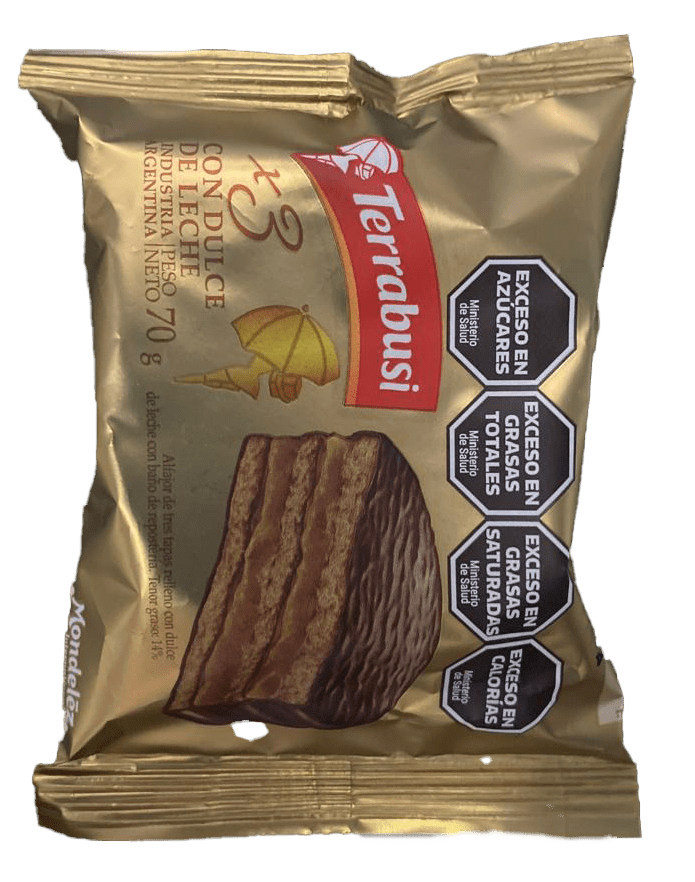 EXCESO EN
AZÚCARES
Ministerio
de Salud
EXCESO EN
GRASAS
TOTALES
Ministerio
de Salud
EXCESO EN
GRASAS
SATURADAS
Ministerio
de Salud
EXCESO EN
CALORÍAS
Ministerio
de Salud
Terrabusi
x3
CON DULCE
DE LECHE
INDUSTRIA
ARGENTINA
PESO
NETO 70 g
Alfajor de tres tapas relleno con dulce
de leche con baño de repostería. Tenor graso: 14%
Mondelēz